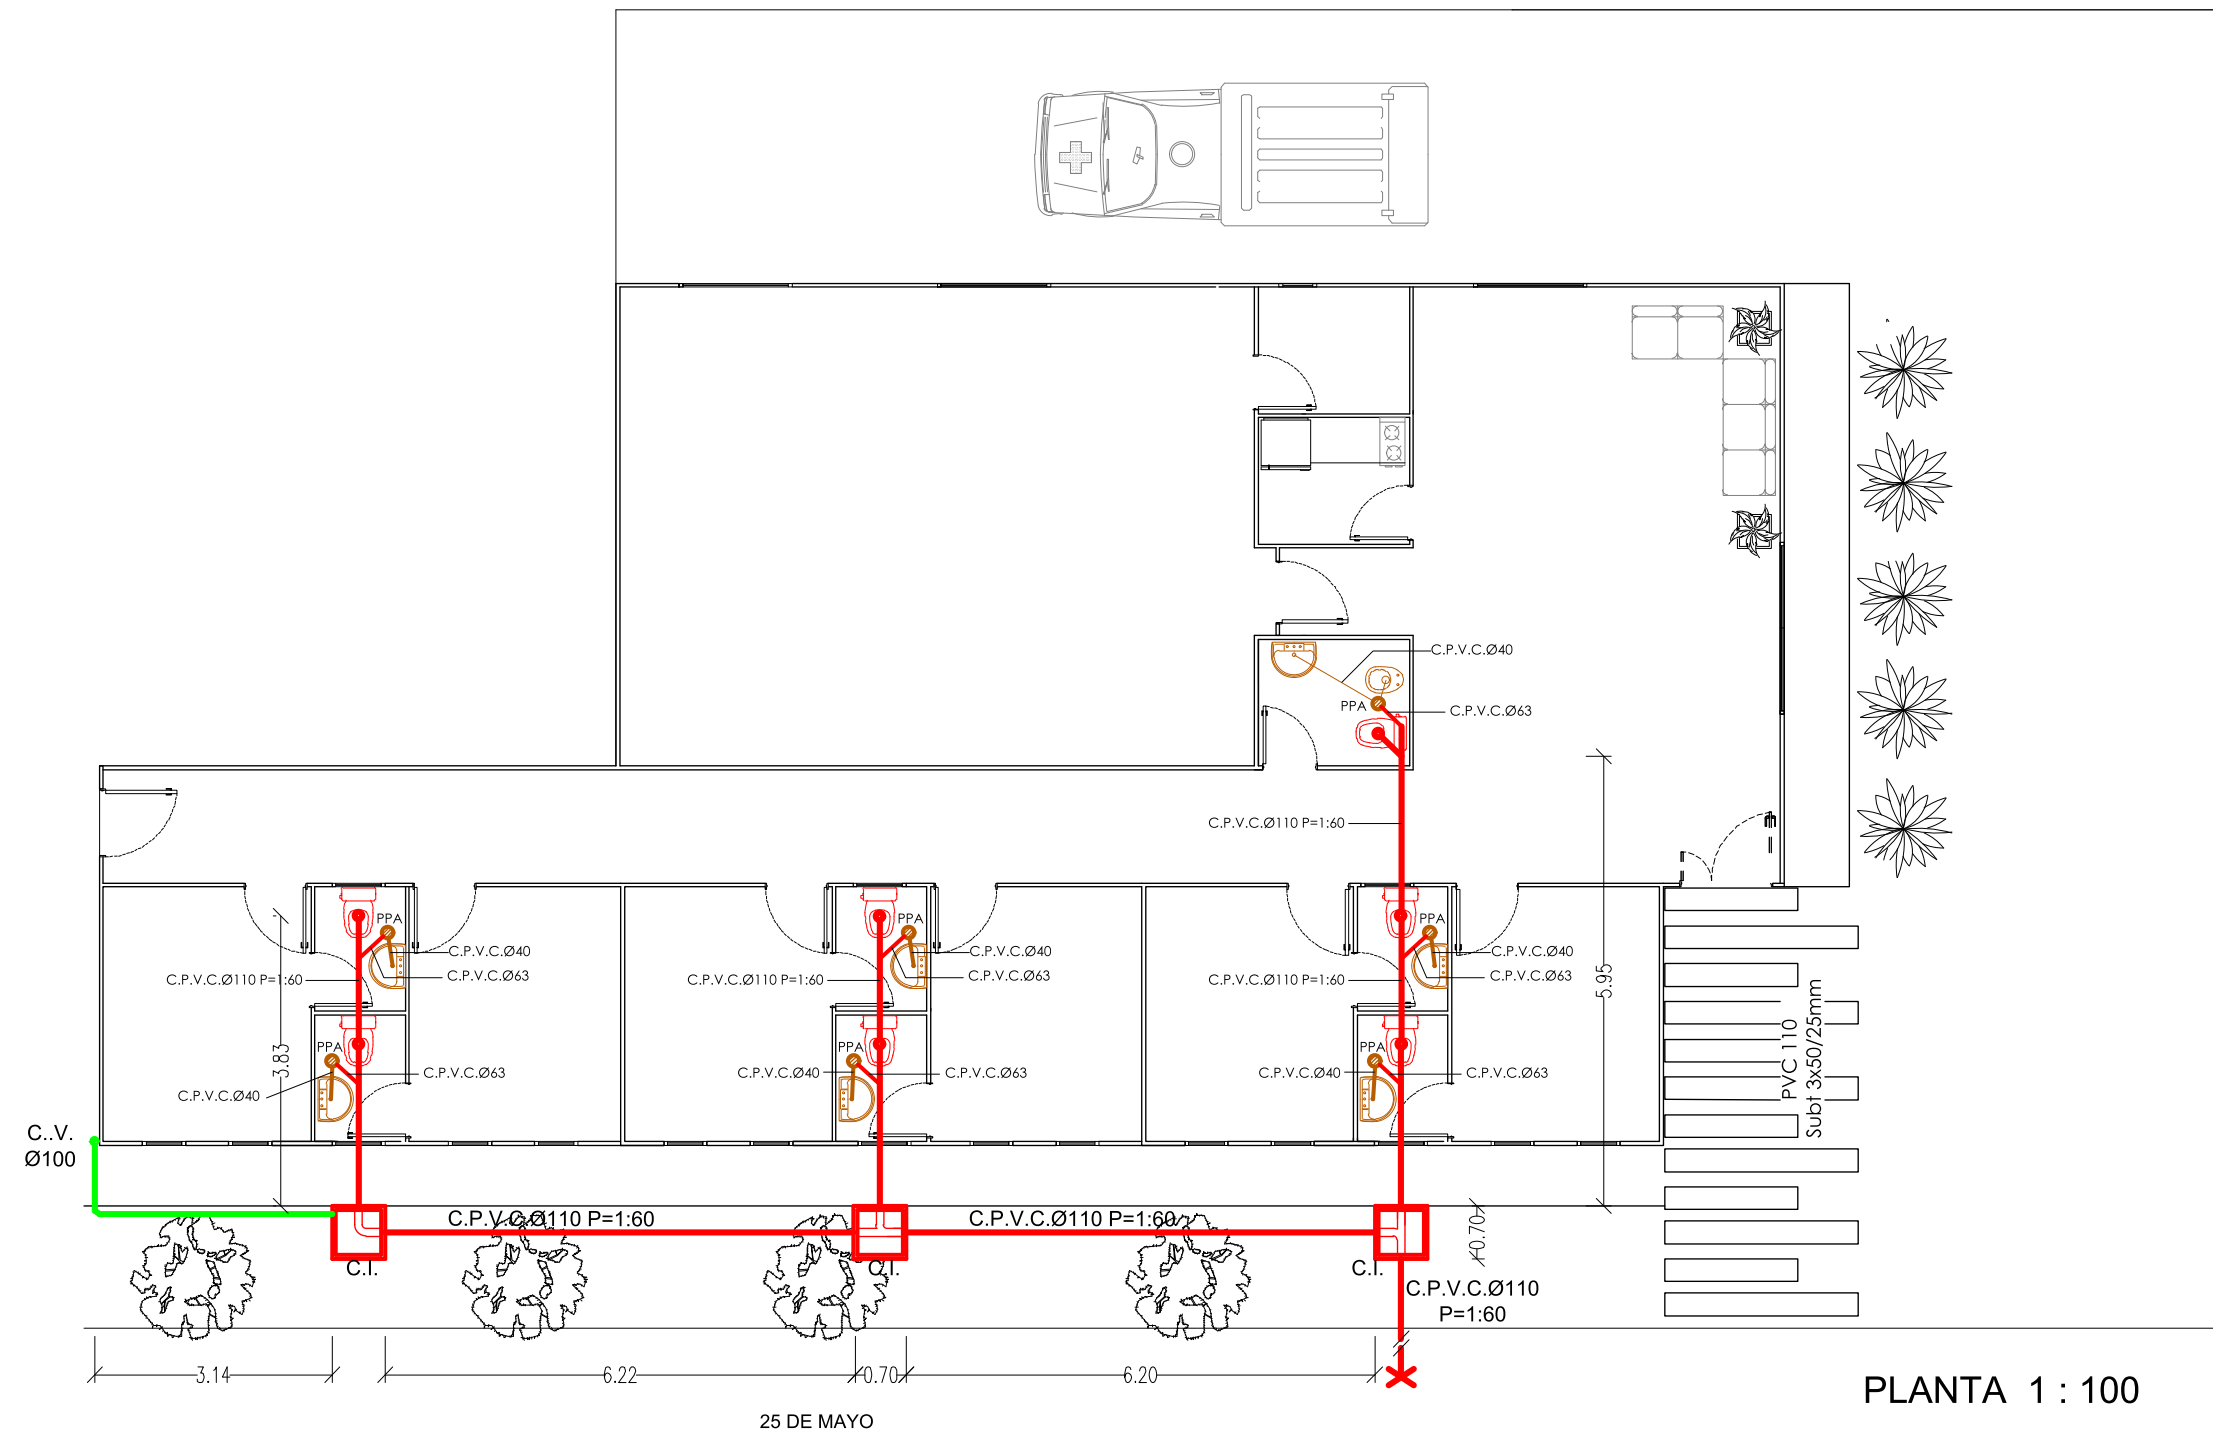 C.P.V.C.Ø40
PPA
C.P.V.C.Ø63
C.P.V.C.Ø110 P=1:60
PPA
C.P.V.C.Ø40
C.P.V.C.Ø63
C.P.V.C.Ø110 P=1:60
PPA
C.P.V.C.Ø40
C.P.V.C.Ø63
C.P.V.C.Ø110 P=1:60
PPA
C.P.V.C.Ø40
C.P.V.C.Ø63
C.P.V.C.Ø110 P=1:60
5.95
PVC 110
Subt 3x50/25mm
3.83
PPA
C.P.V.C.Ø63
C.P.V.C.Ø40
PPA
C.P.V.C.Ø40
C.P.V.C.Ø63
PPA
C.P.V.C.Ø40
C.P.V.C.Ø63
C..V.
Ø100
C.P.V.C.Ø110 P=1:60
C.P.V.C.Ø110 P=1:60
0.70
C.I.
C.I.
C.I.
C.P.V.C.Ø110
P=1:60
3.14
6.22
0.70
6.20
PLANTA 1 : 100
25 DE MAYO